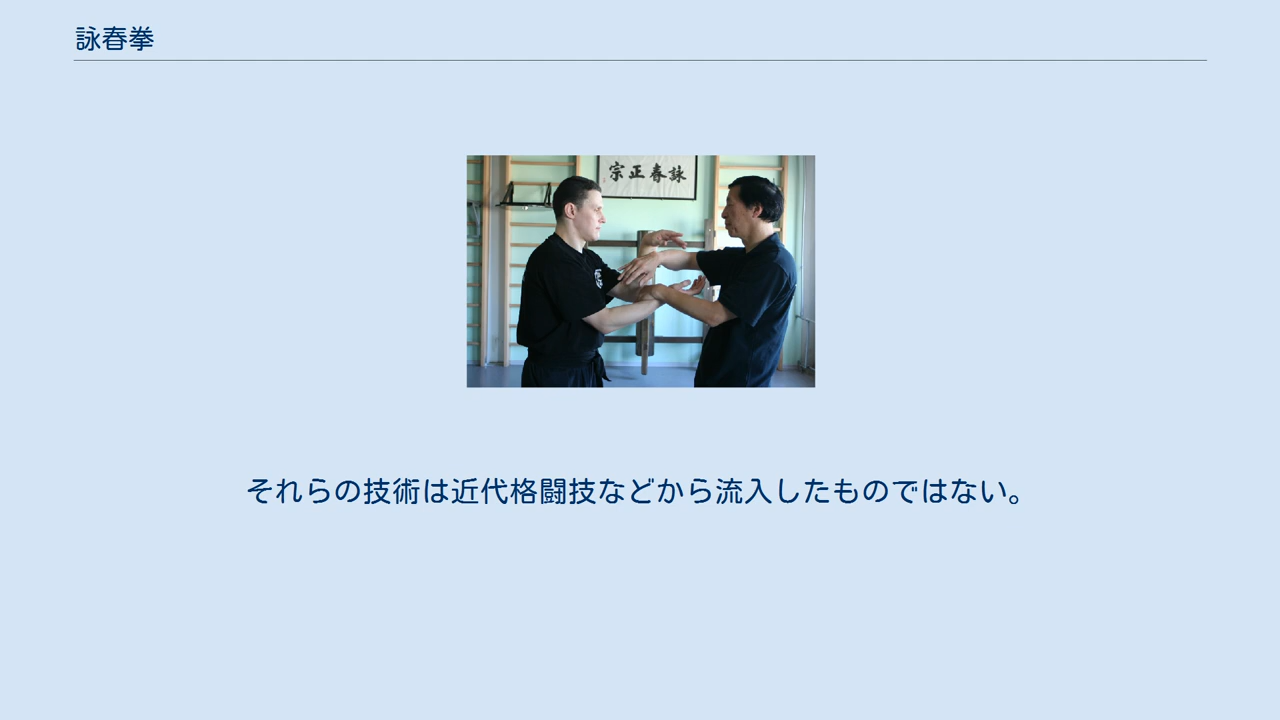 詠春拳
宗正春詠
それらの技術は近代格闘技などから流入したものではない。